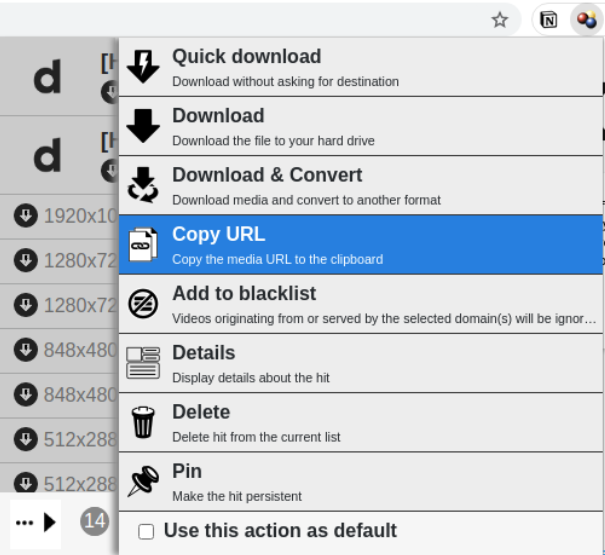 Quick download
Download without asking for destination
Download
Download the file to your hard drive
Download & Convert
Download media and convert to another format
Copy URL
Copy the media URL to the clipboard
Add to blacklist
Videos originating from or served by the selected domain(s) will be ignor…
Details
Display details about the hit
Delete
Delete hit from the current list
Pin
Make the hit persistent
Use this action as default
d
[H
d
[H
1920x10
1280x72
1280x72
848x480
848x480
512x288
512x288
14